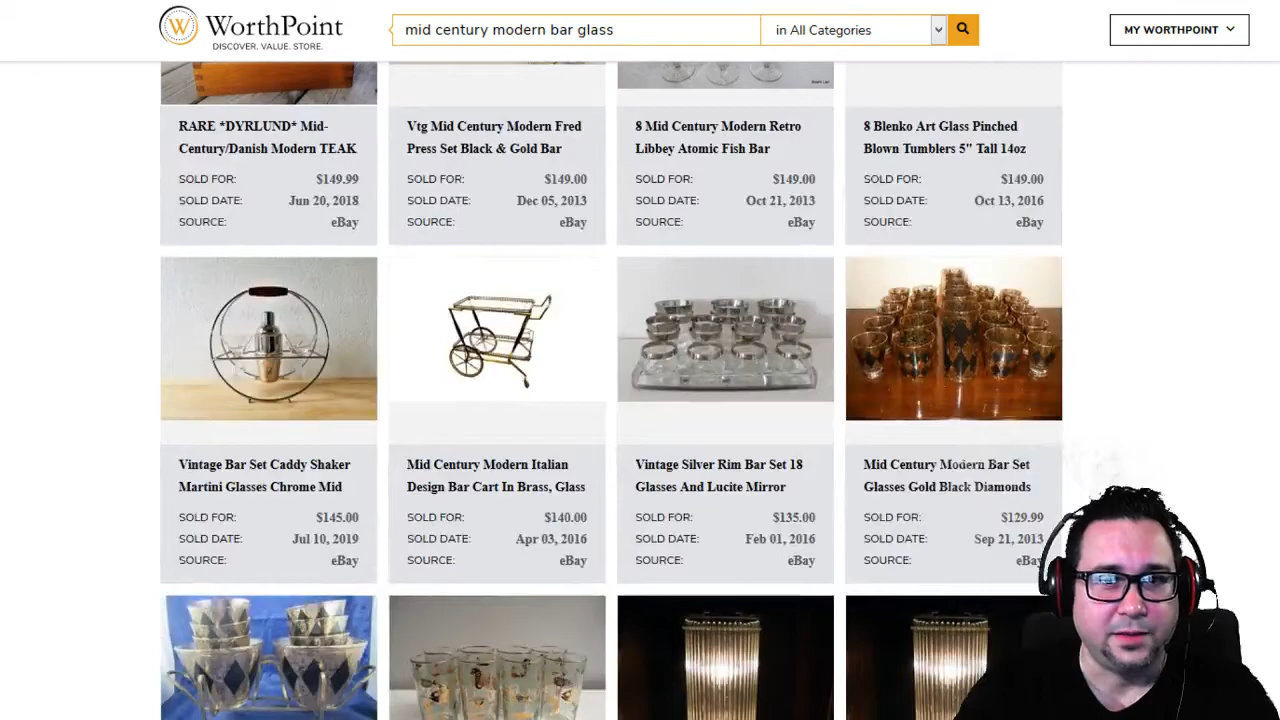 WorthPoint
DISCOVER. VALUE. STORE.
mid century modern bar glass
in All Categories
MY WORTHPOINT
RARE *DYRLUND* Mid-
Century/Danish Modern TEAK
SOLD FOR: $149.99
SOLD DATE: Jun 20, 2018
SOURCE: eBay
Vtg Mid Century Modern Fred
Press Set Black & Gold Bar
SOLD FOR: $149.00
SOLD DATE: Dec 05, 2013
SOURCE: eBay
8 Mid Century Modern Retro
Libbey Atomic Fish Bar
SOLD FOR: $149.00
SOLD DATE: Oct 21, 2013
SOURCE: eBay
8 Blenko Art Glass Pinched
Blown Tumblers 5" Tall 14oz
SOLD FOR: $149.00
SOLD DATE: Oct 13, 2016
SOURCE: eBay
Vintage Bar Set Caddy Shaker
Martini Glasses Chrome Mid
SOLD FOR: $145.00
SOLD DATE: Jul 10, 2019
SOURCE: eBay
Mid Century Modern Italian
Design Bar Cart In Brass, Glass
SOLD FOR: $140.00
SOLD DATE: Apr 03, 2016
SOURCE: eBay
Vintage Silver Rim Bar Set 18
Glasses And Lucite Mirror
SOLD FOR: $135.00
SOLD DATE: Feb 01, 2016
SOURCE: eBay
Mid Century Modern Bar Set
Glasses Gold Black Diamonds
SOLD FOR: $129.99
SOLD DATE: Sep 21, 2013
SOURCE: eBay